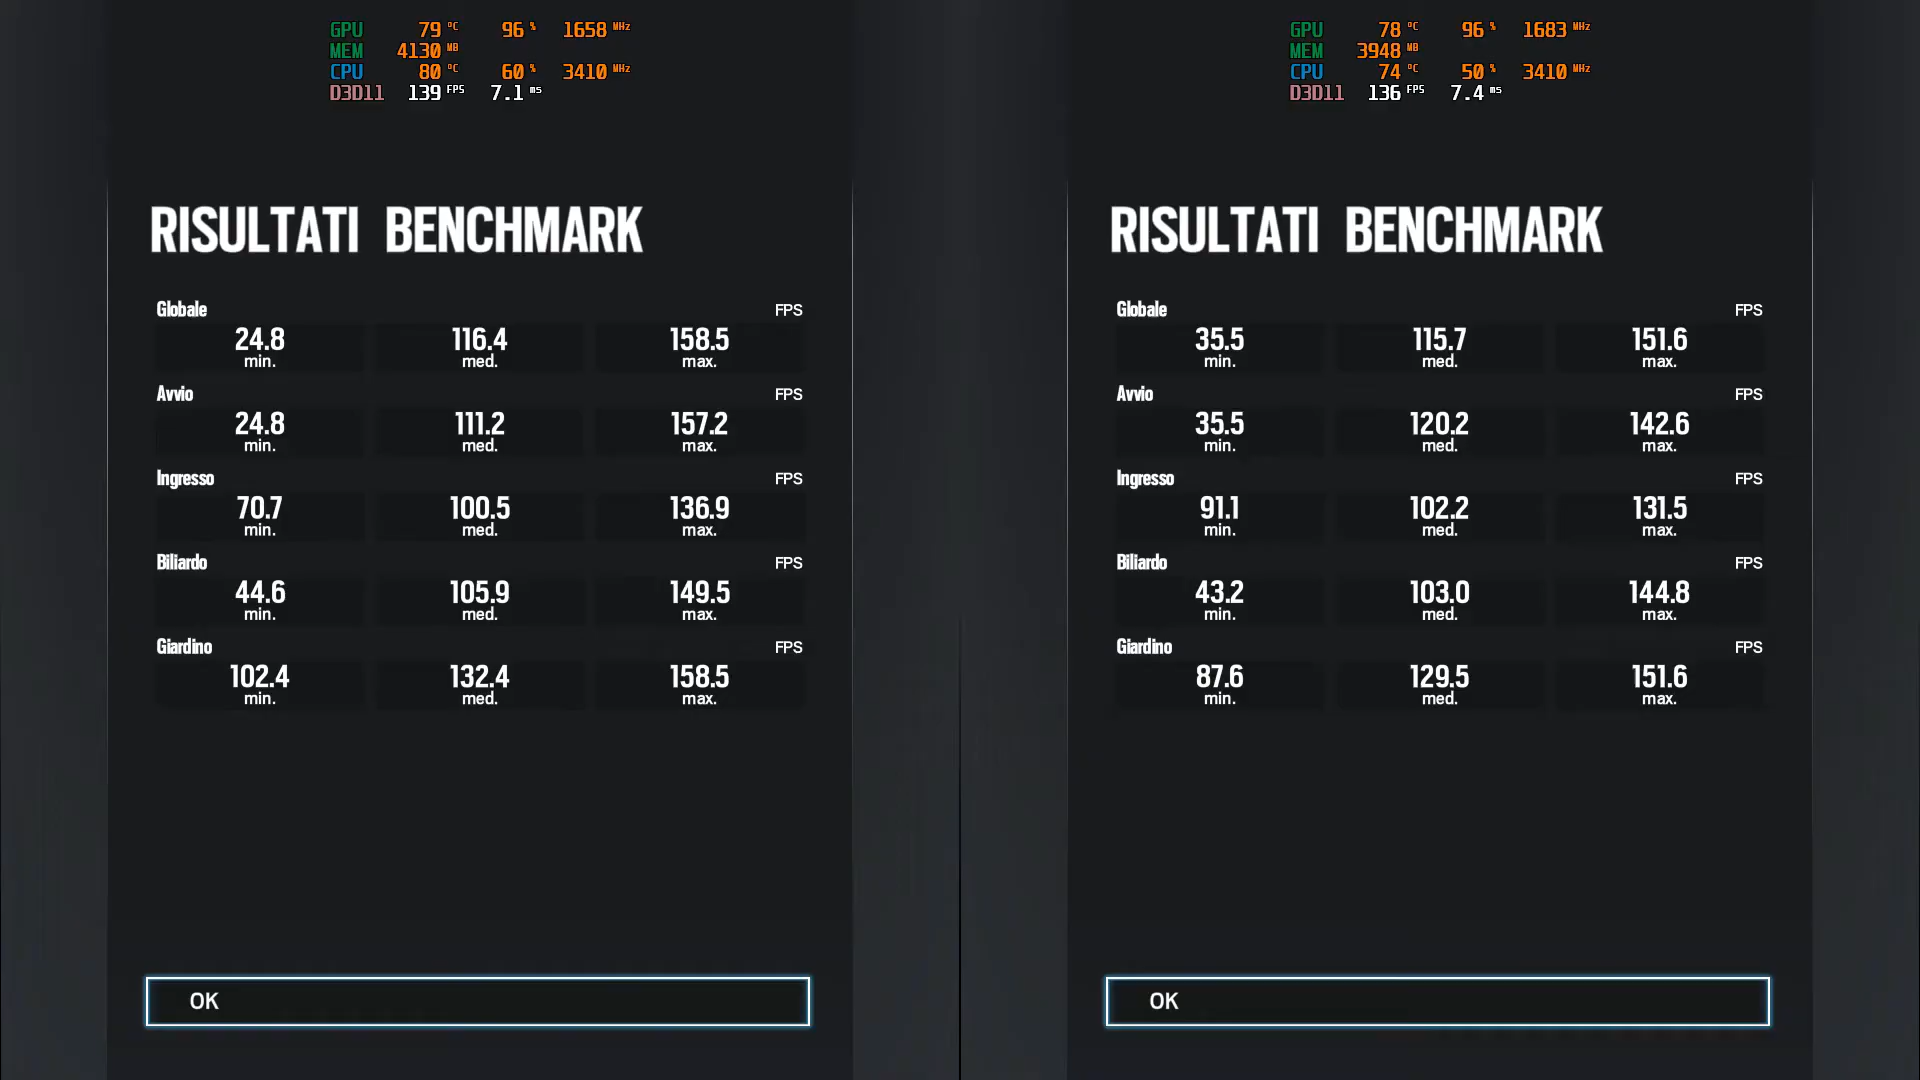 GPU 79 °C 96 % 1658 MHz
MEM 4130 MB
CPU 80 °C 60 % 3410 MHz
D3D11 139 FPS 7.1 ms
RISULTATI BENCHMARK
Globale FPS
24.8 116.4 158.5
min. med. max.
Avvio FPS
24.8 111.2 157.2
min. med. max.
Ingresso FPS
70.7 100.5 136.9
min. med. max.
Biliardo FPS
44.6 105.9 149.5
min. med. max.
Giardino FPS
102.4 132.4 158.5
min. med. max.
OK
GPU 78 °C 96 % 1683 MHz
MEM 3948 MB
CPU 74 °C 50 % 3410 MHz
D3D11 136 FPS 7.4 ms
RISULTATI BENCHMARK
Globale FPS
35.5 115.7 151.6
min. med. max.
Avvio FPS
35.5 120.2 142.6
min. med. max.
Ingresso FPS
91.1 102.2 131.5
min. med. max.
Biliardo FPS
43.2 103.0 144.8
min. med. max.
Giardino FPS
87.6 129.5 151.6
min. med. max.
OK